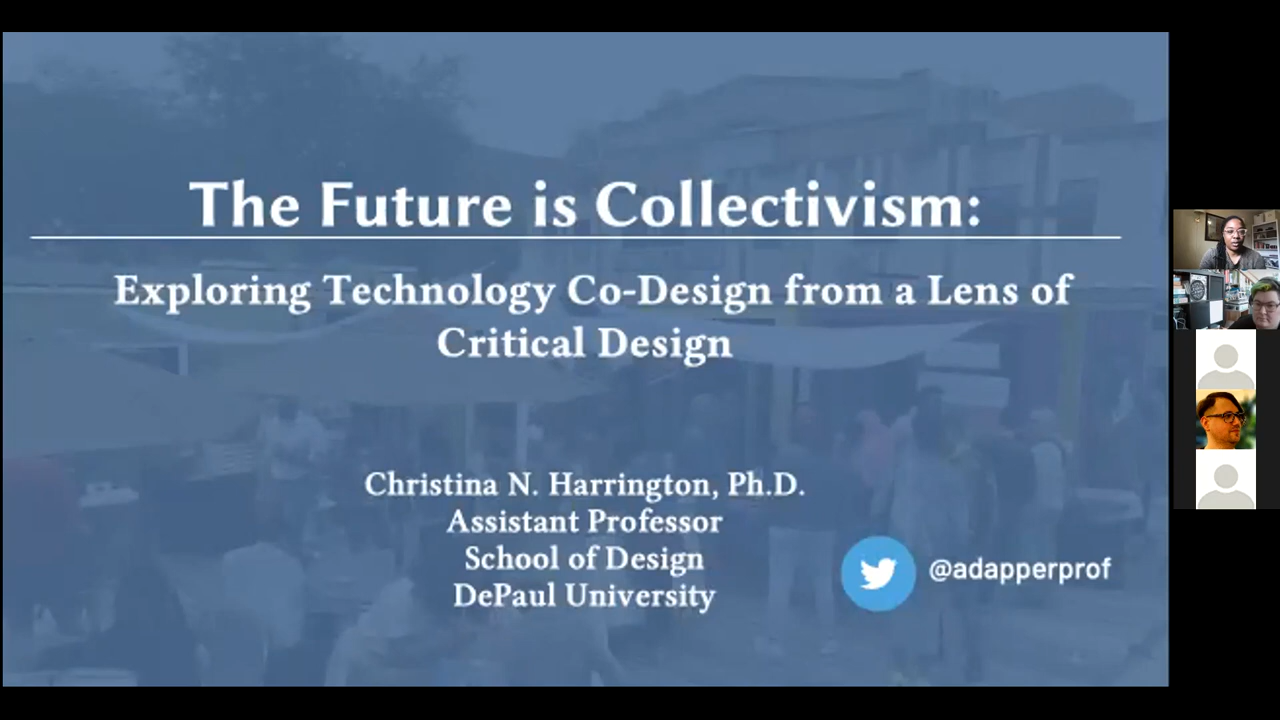 The Future is Collectivism:
Exploring Technology Co-Design from a Lens of
Critical Design
Christina N. Harrington, Ph.D.
Assistant Professor
School of Design
DePaul University
@adapperprof